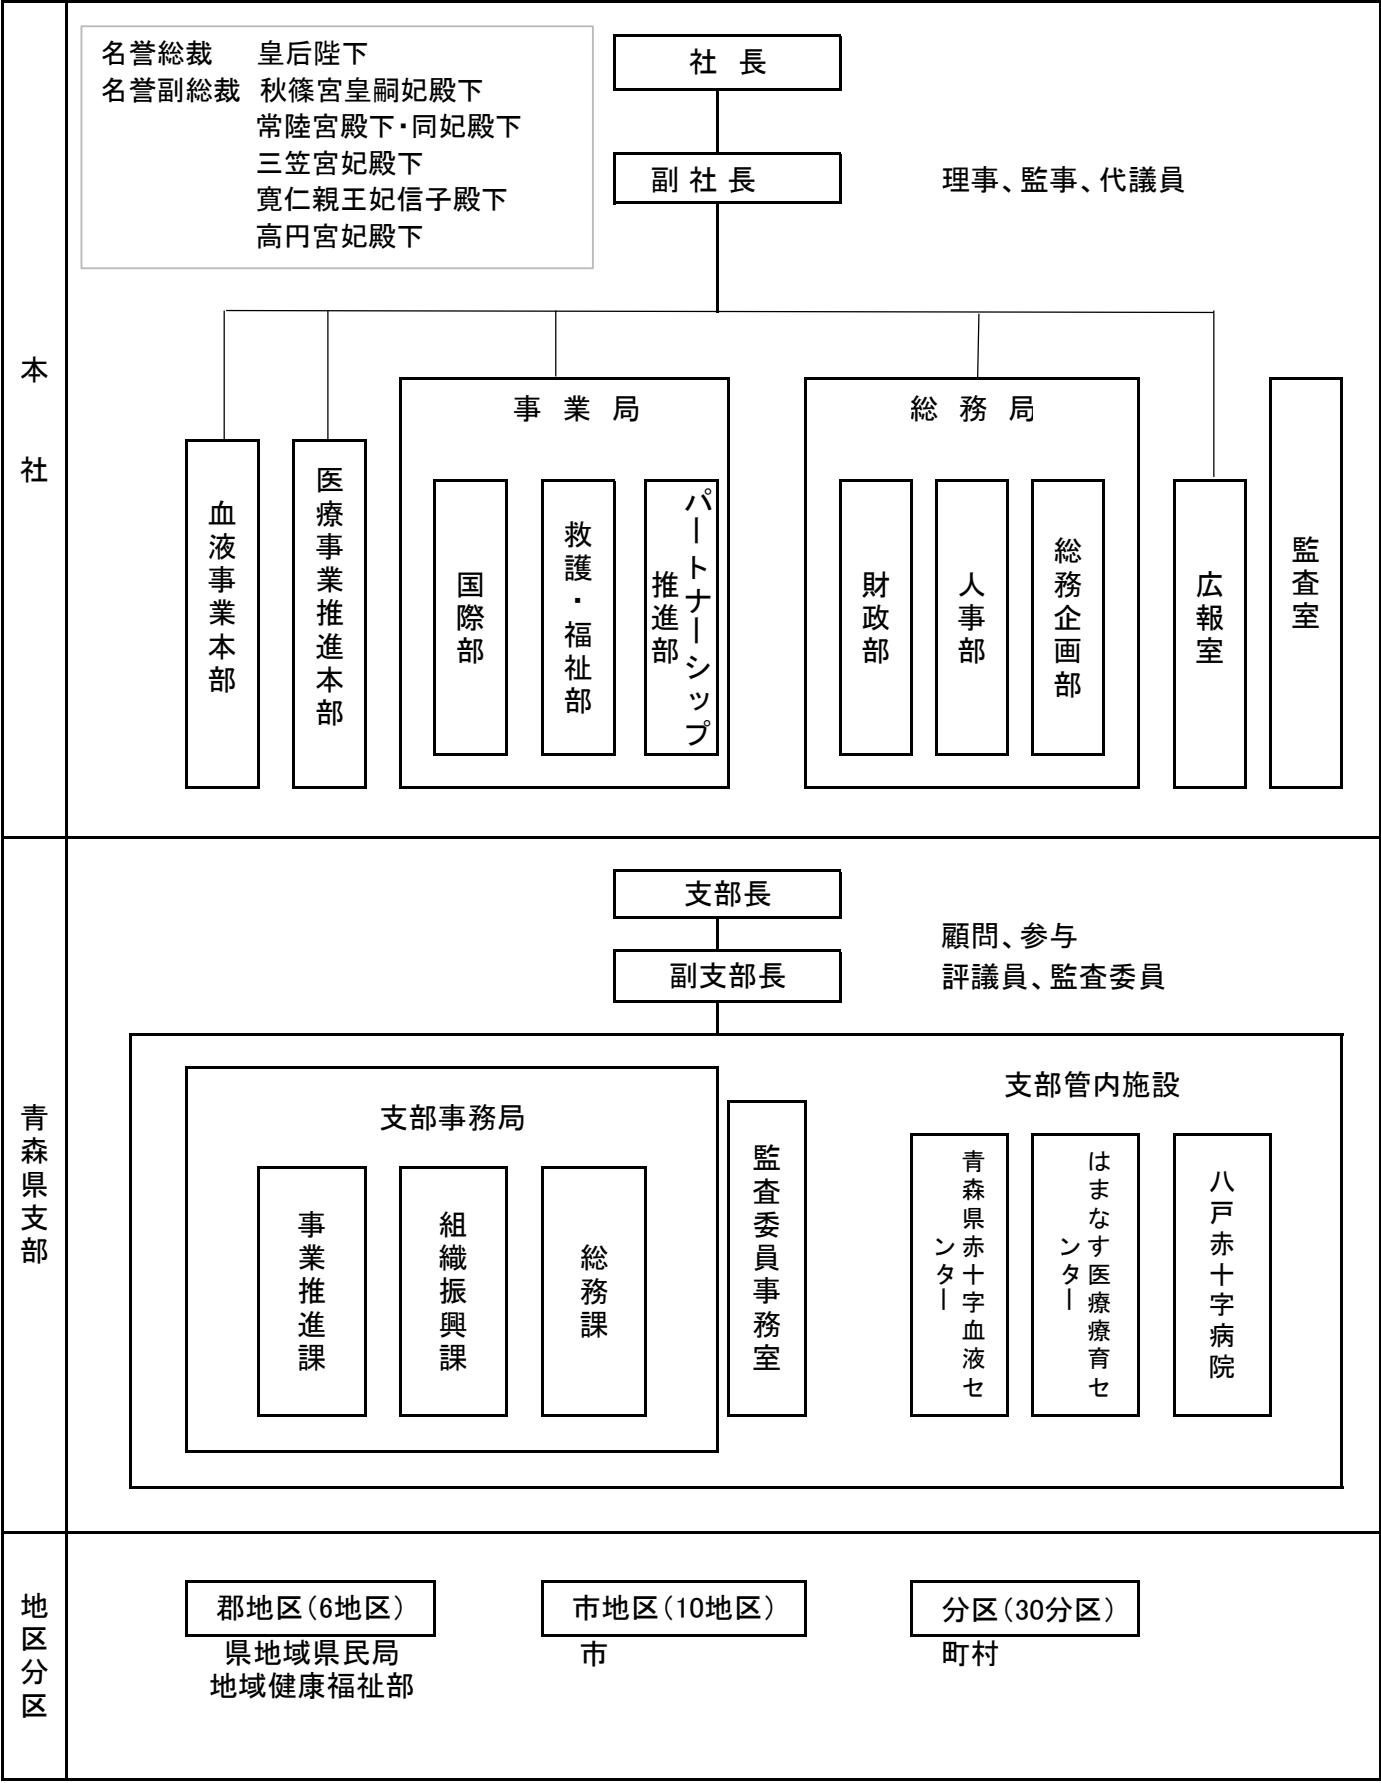 本社
名誉総裁 皇后陛下
名誉副総裁 秋篠宮皇嗣妃殿下
常陸宮殿下・同妃殿下
三笠宮妃殿下
寛仁親王妃信子殿下
高円宮妃殿下
社長
副社長
理事、監事、代議員
血液事業本部
医療事業推進本部
事業局
国際部
救護・福祉部
パートナーシップ
推進部
総務局
財政部
人事部
総務企画部
広報室
監査室
青森県支部
支部長
副支部長
顧問、参与
評議員、監査委員
支部事務局
事業推進課
組織振興課
総務課
監査委員事務室
支部管内施設
青森県赤十字血液セ
ンター
はまなす医療療育セ
ンター
八戸赤十字病院
地区分区
郡地区（6地区）
県地域県民局
地域健康福祉部
市地区（10地区）
市
分区（30分区）
町村